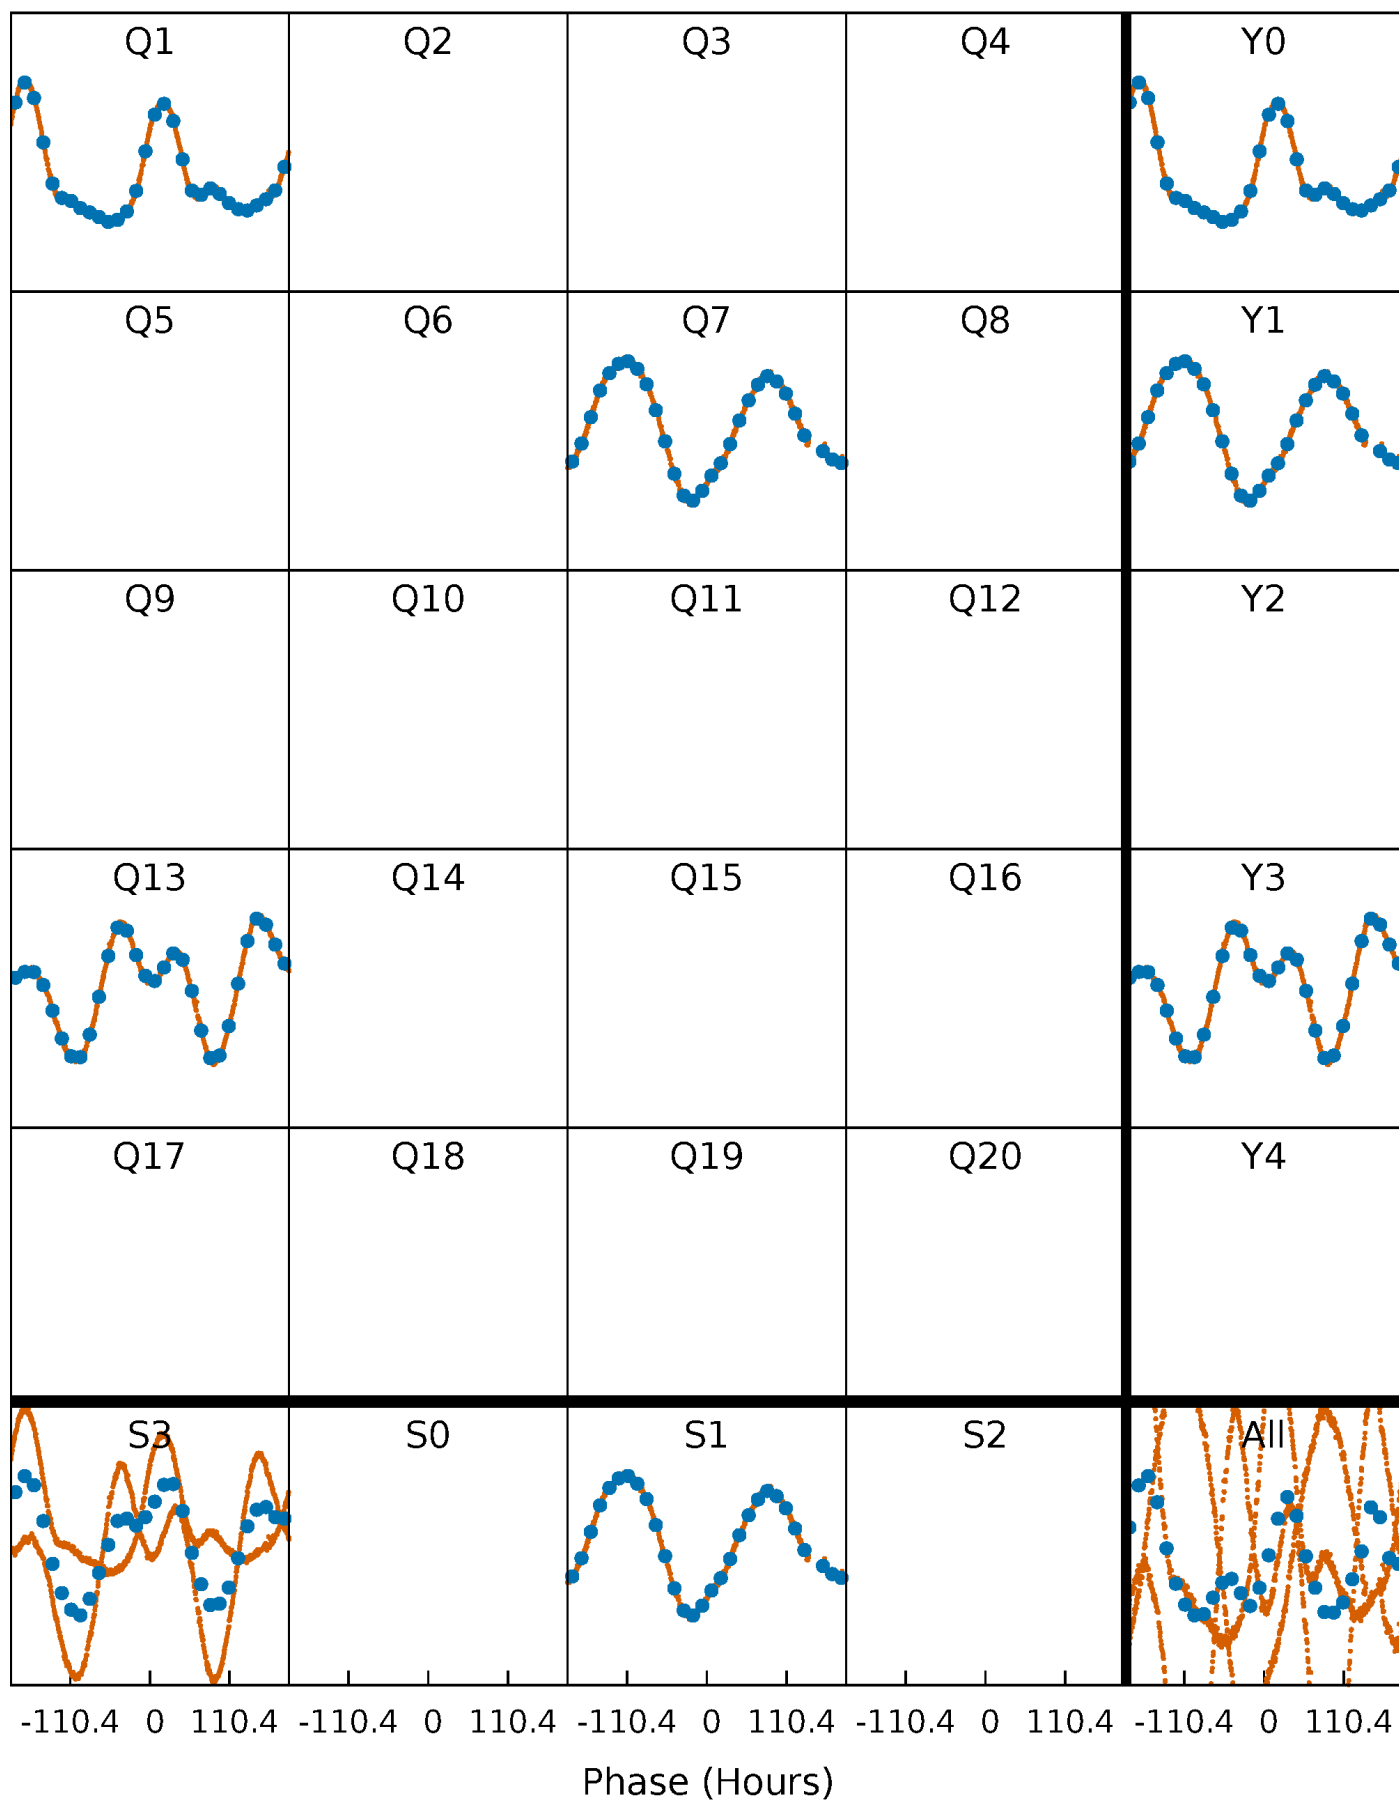 Q1 Q2 Q3 Q4 Y0
Q5 Q6 Q7 Q8 Y1
Q9 Q10 Q11 Q12 Y2
Q13 Q14 Q15 Q16 Y3
Q17 Q18 Q19 Q20 Y4
S3 S0 S1 S2 All
-110.4 0 110.4 -110.4 0 110.4 -110.4 0 110.4 -110.4 0 110.4 -110.4 0 110.4
Phase (Hours)